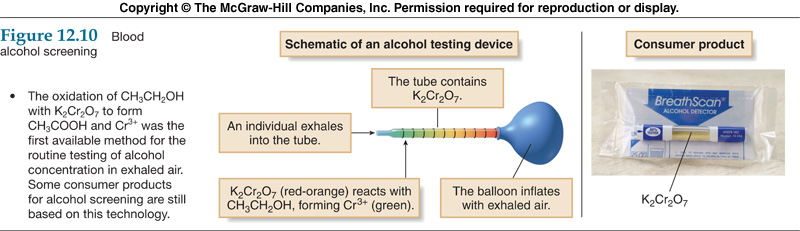 Copyright © The McGraw-Hill Companies, Inc. Permission required for reproduction or display.
Figure 12.10 Blood
alcohol screening
• The oxidation of CH₃CH₂OH
with K₂Cr₂O₇ to form
CH₃COOH and Cr³⁺ was the
first available method for the
routine testing of alcohol
concentration in exhaled air.
Some consumer products
for alcohol screening are still
based on this technology.
Schematic of an alcohol testing device
The tube contains
K₂Cr₂O₇.
An individual exhales
into the tube.
K₂Cr₂O₇ (red-orange) reacts with
CH₃CH₂OH, forming Cr³⁺ (green).
The balloon inflates
with exhaled air.
Consumer product
BreathScan®
ALCOHOL DETECTOR
K₂Cr₂O₇